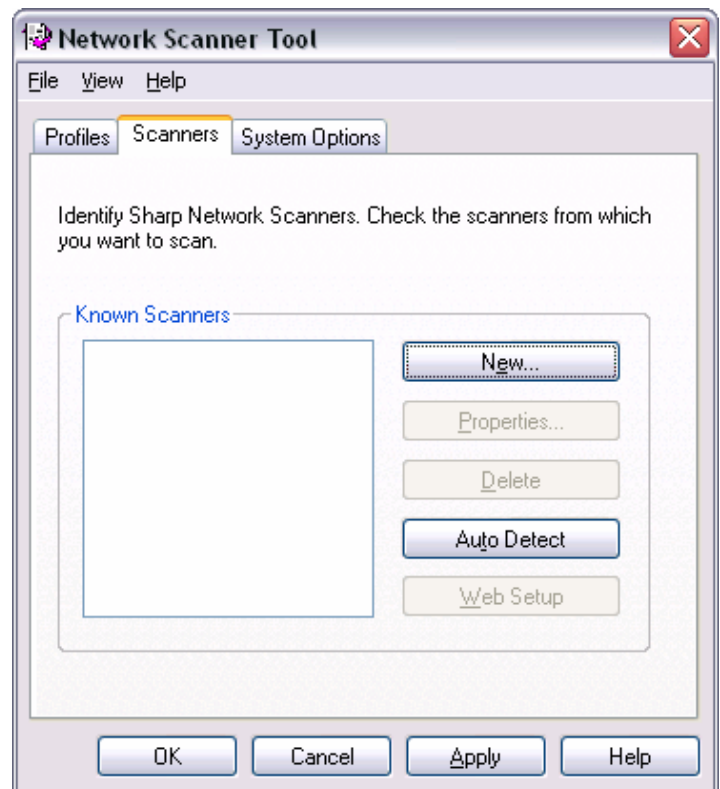 Network Scanner Tool
File View Help
Profiles Scanners System Options
Identify Sharp Network Scanners. Check the scanners from which
you want to scan.
Known Scanners
New...
Properties...
Delete
Auto Detect
Web Setup
OK Cancel Apply Help